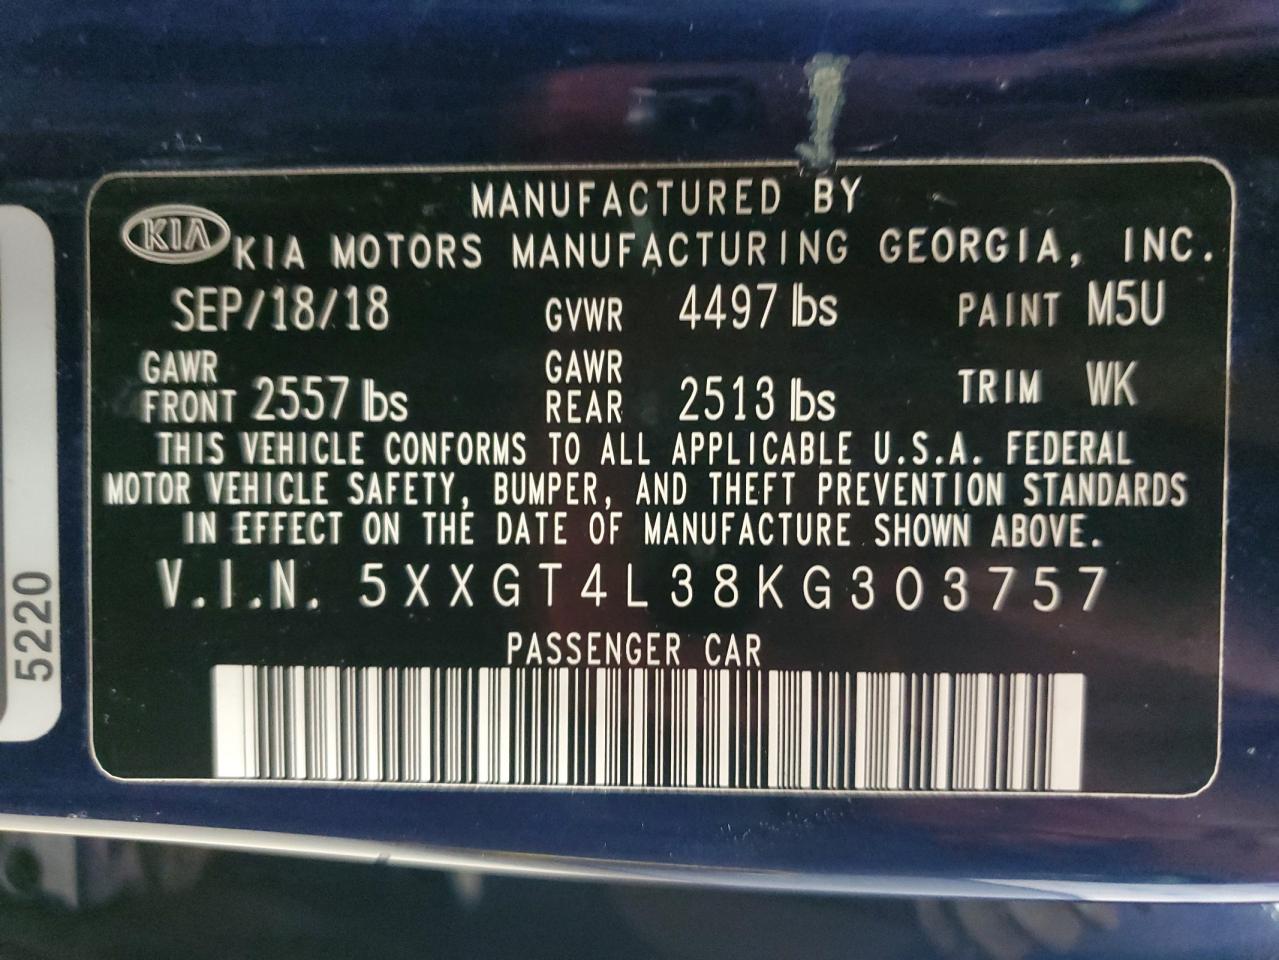 MANUFACTURED BY
KIA KIA MOTORS MANUFACTURING GEORGIA, INC.
SEP/18/18 GVWR 4497 lbs PAINT M5U
GAWR FRONT 2557 lbs GAWR REAR 2513 lbs TRIM WK
THIS VEHICLE CONFORMS TO ALL APPLICABLE U.S.A. FEDERAL
MOTOR VEHICLE SAFETY, BUMPER, AND THEFT PREVENTION STANDARDS
IN EFFECT ON THE DATE OF MANUFACTURE SHOWN ABOVE.
V.I.N. 5XXGT4L38KG303757
PASSENGER CAR
5220